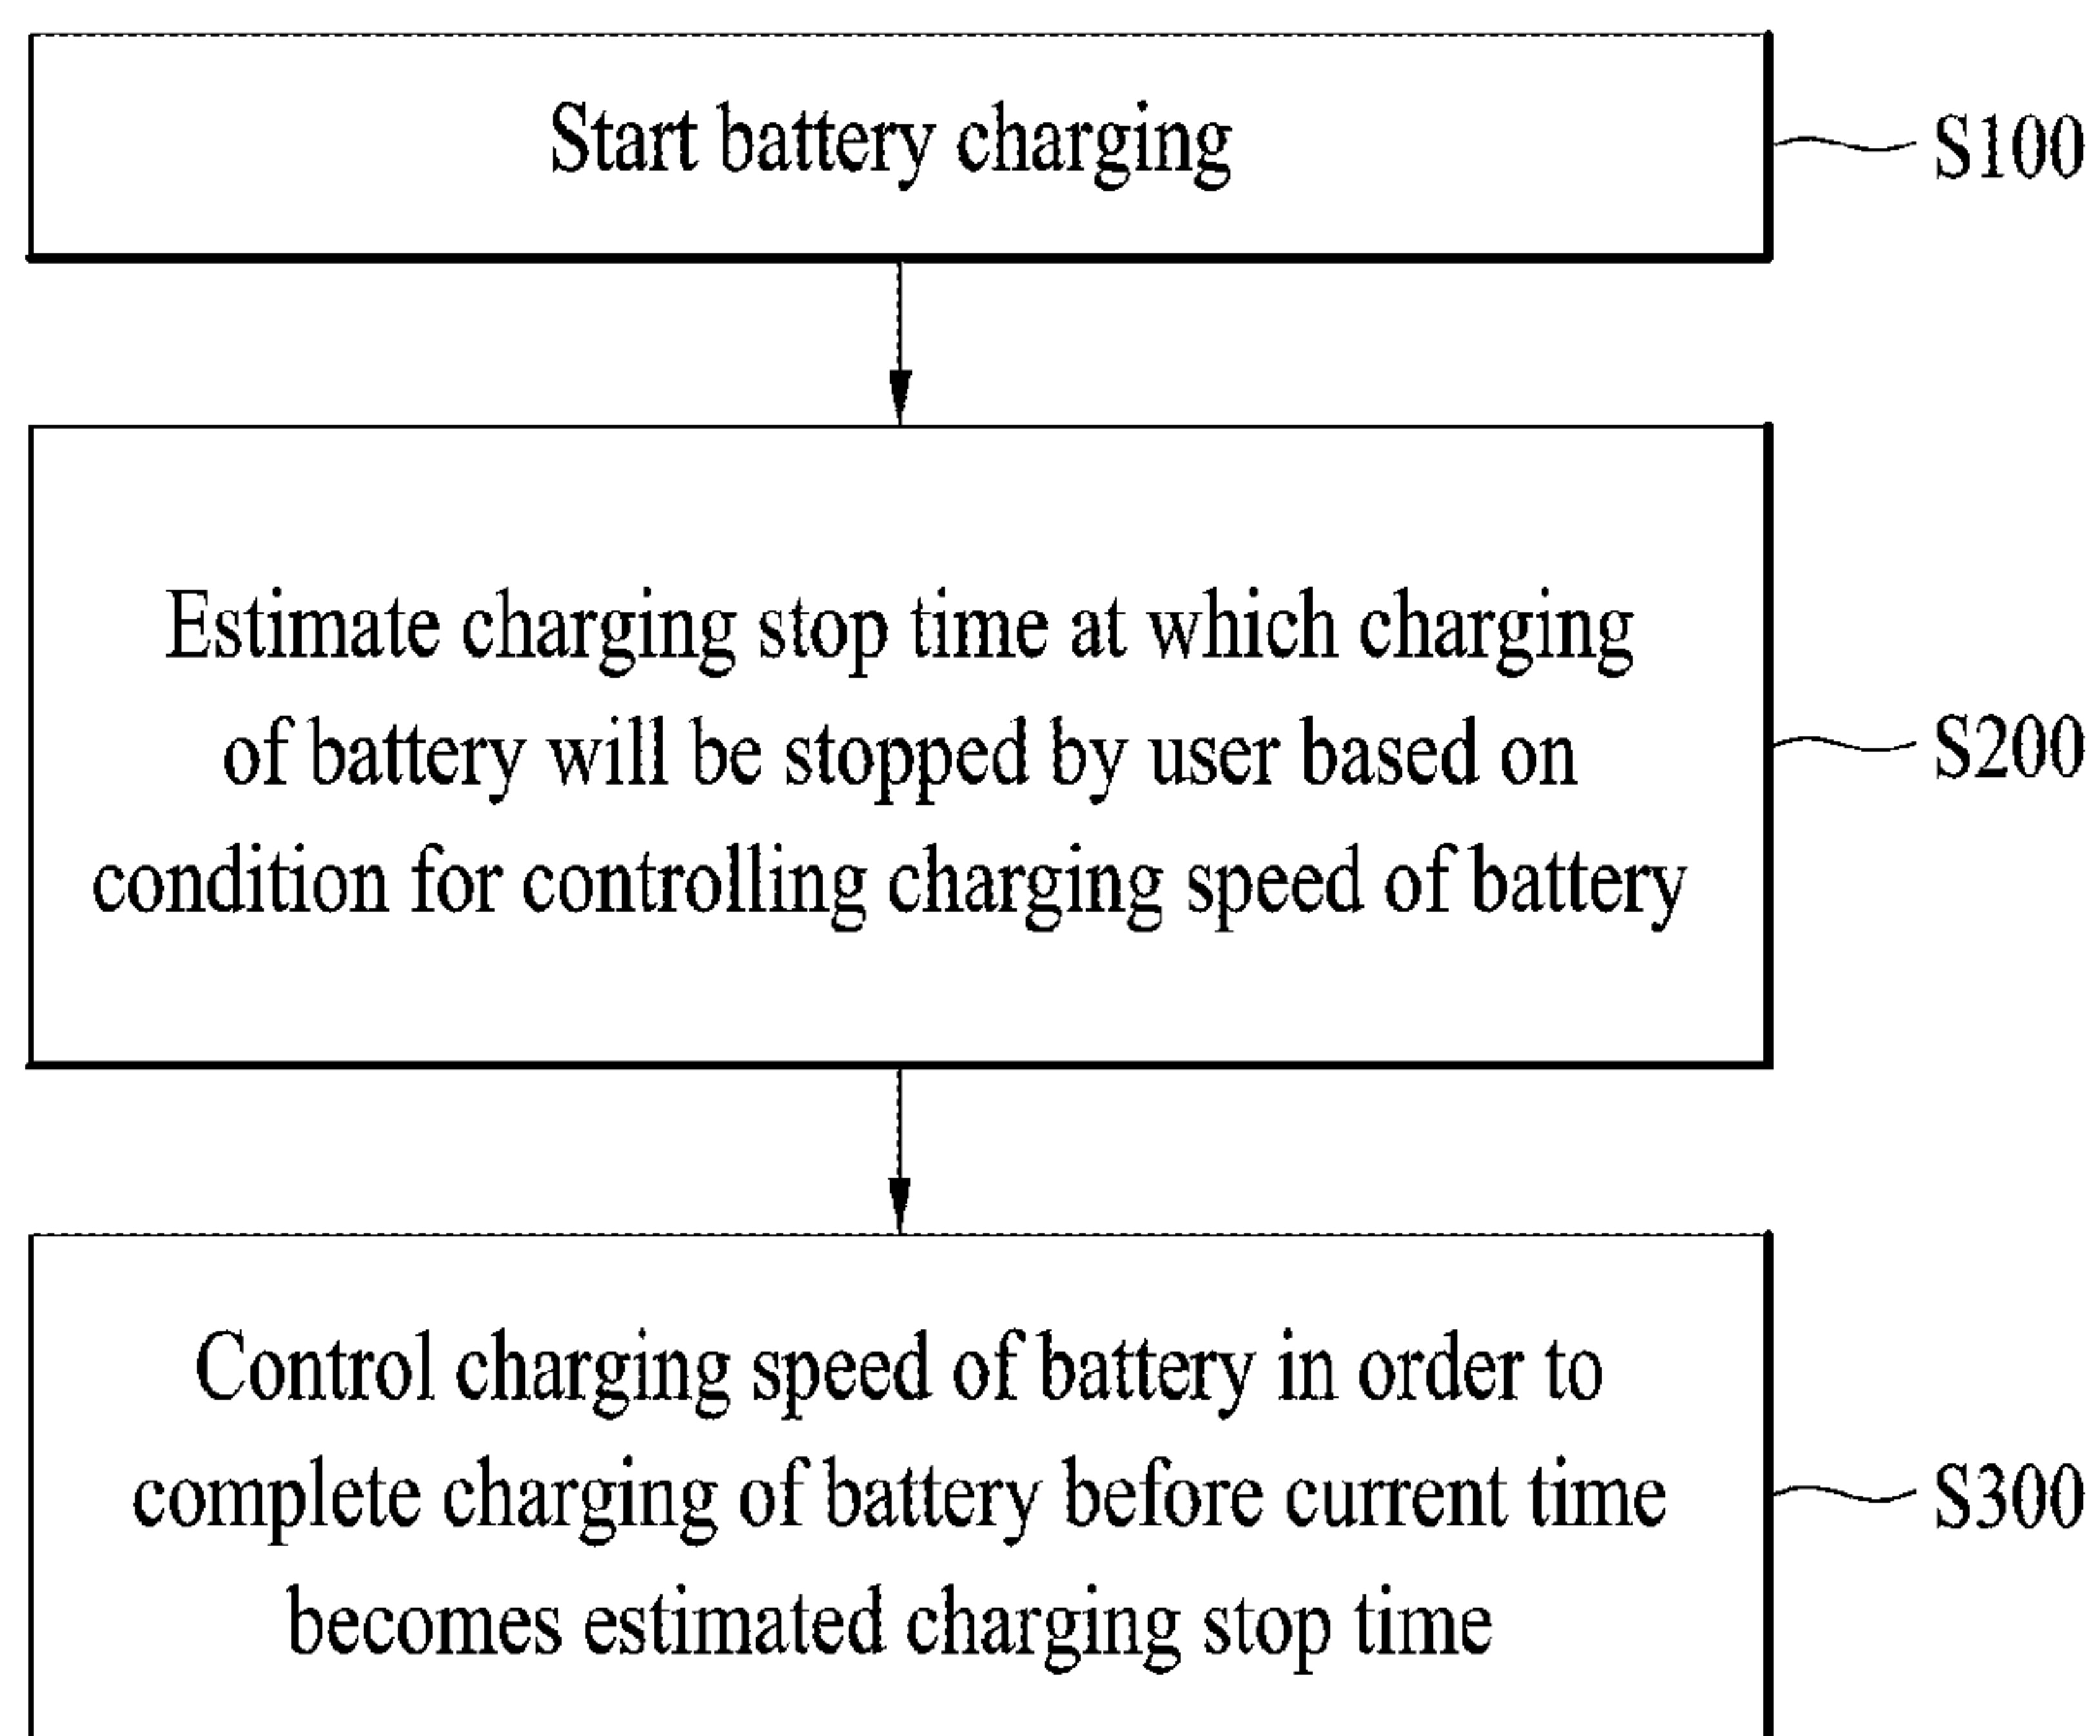 Start battery charging
S100
Estimate charging stop time at which charging
of battery will be stopped by user based on
condition for controlling charging speed of battery
S200
Control charging speed of battery in order to
complete charging of battery before current time
becomes estimated charging stop time
S300